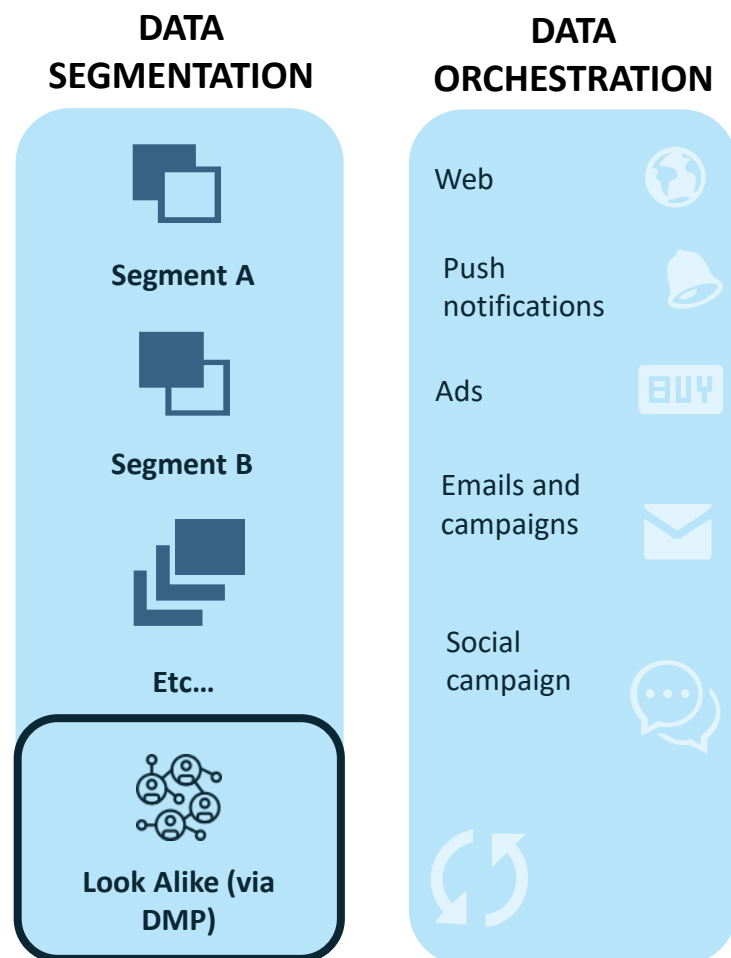 DATA
SEGMENTATION
Segment A
Segment B
Etc…
Look Alike (via
DMP)
DATA
ORCHESTRATION
Web
Push
notifications
Ads
BUY
Emails and
campaigns
Social
campaign